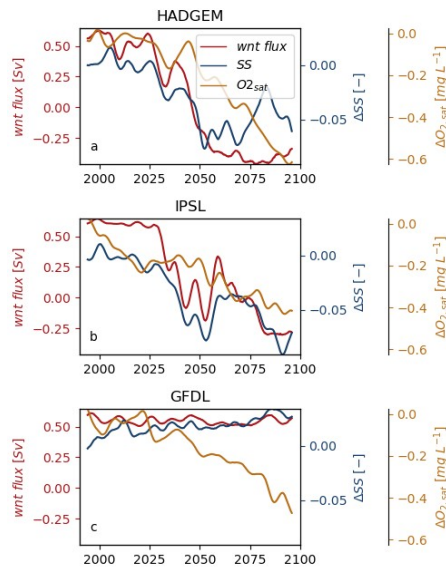 HADGEM
wnt flux [Sv]
0.50
0.25
0.00
−0.25
wnt flux
SS
O2sat
a
0.00
−0.05
ΔSS [−]
0.0
−0.2
−0.4
−0.6
ΔO2, sat [mg L−1]
2000 2025 2050 2075 2100
IPSL
wnt flux [Sv]
0.50
0.25
0.00
−0.25
b
0.00
−0.05
ΔSS [−]
0.0
−0.2
−0.4
−0.6
ΔO2, sat [mg L−1]
2000 2025 2050 2075 2100
GFDL
wnt flux [Sv]
0.50
0.25
0.00
−0.25
c
0.00
−0.05
ΔSS [−]
0.0
−0.2
−0.4
−0.6
ΔO2, sat [mg L−1]
2000 2025 2050 2075 2100